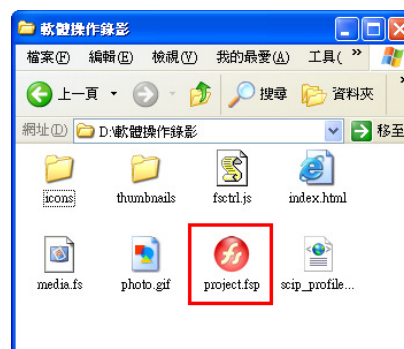 軟體操作錄影
檔案(F) 編輯(E) 檢視(V) 我的最愛(A) 工具( »
上一頁 搜尋 資料夾 »
網址(D) D:\軟體操作錄影 移至
icons thumbnails fsctrl.js index.html
media.fs photo.gif project.fsp scip_profile...